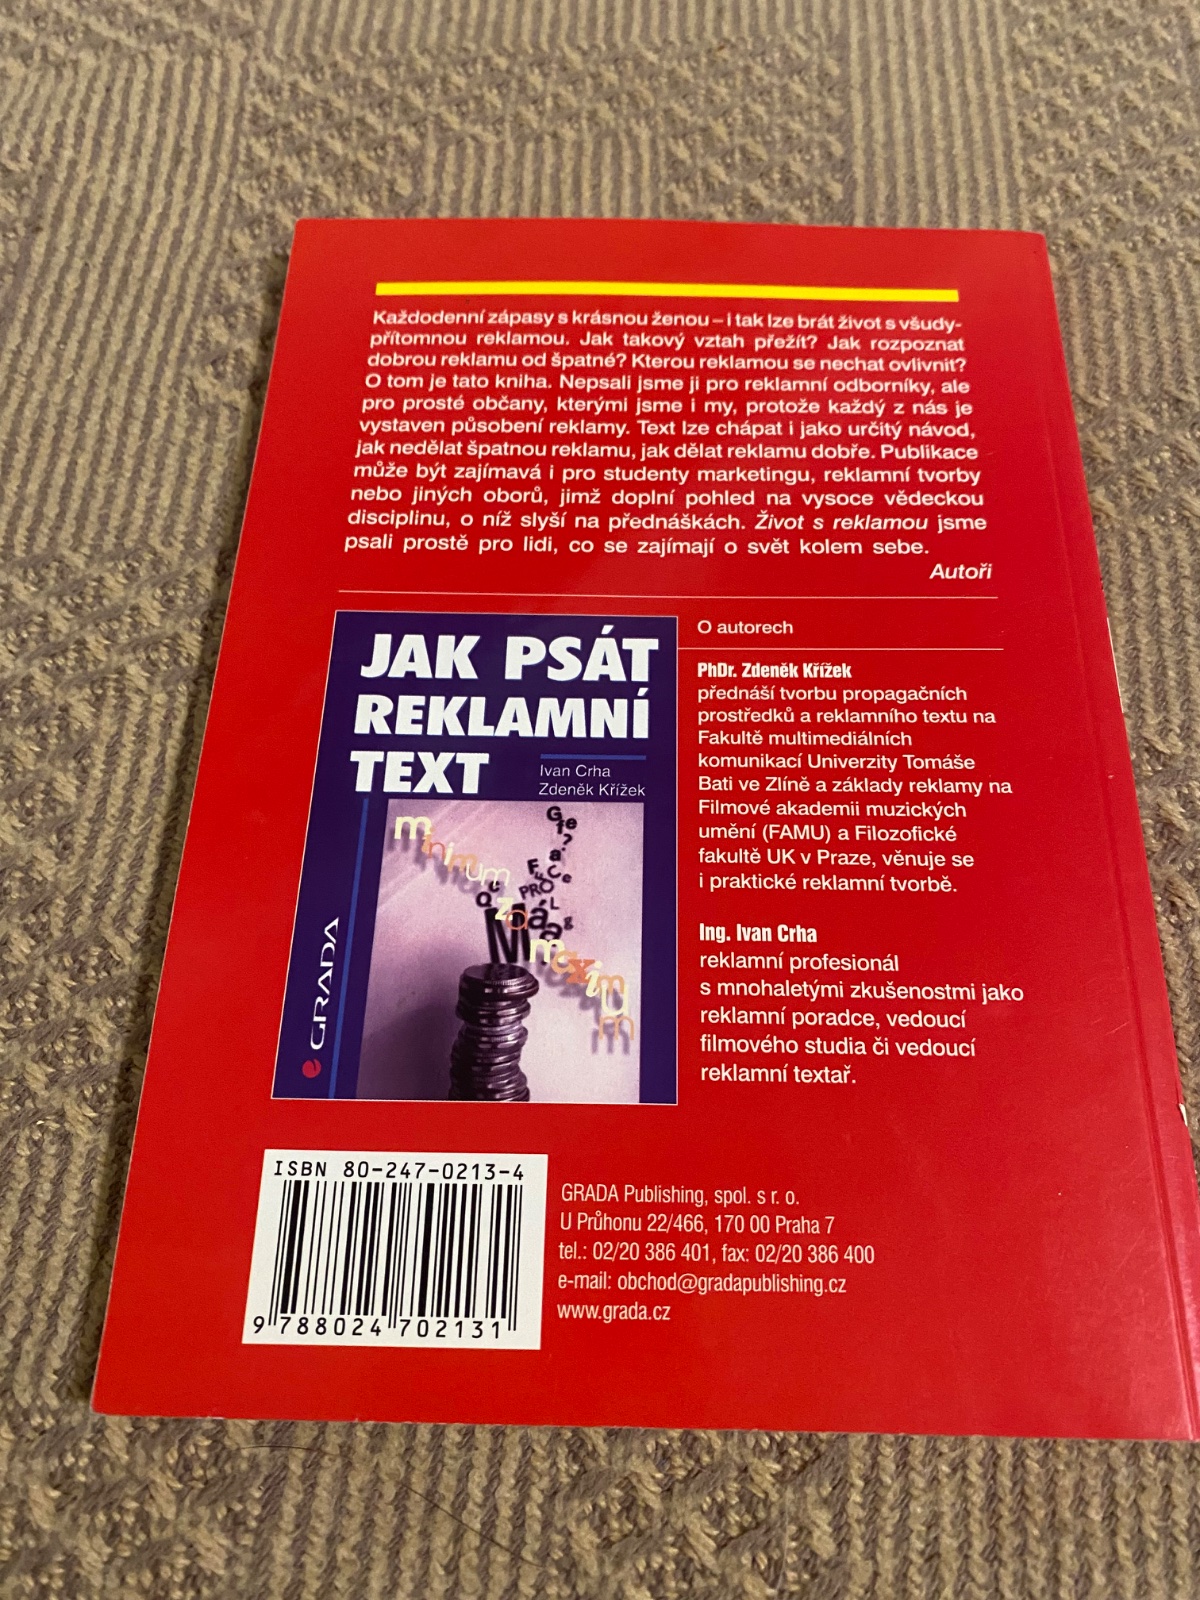 Každodenní zápasy s krásnou ženou – i tak lze brát život s všudy-
přítomnou reklamou. Jak takový vztah přežít? Jak rozpoznat
dobrou reklamu od špatné? Kterou reklamou se nechat ovlivnit?
O tom je tato kniha. Nepsali jsme ji pro reklamní odborníky, ale
pro prosté občany, kterými jsme i my, protože každý z nás je
vystaven působení reklamy. Text lze chápat i jako určitý návod,
jak nedělat špatnou reklamu, jak dělat reklamu dobře. Publikace
může být zajímavá i pro studenty marketingu, reklamní tvorby
nebo jiných oborů, jimž doplní pohled na vysoce vědeckou
disciplinu, o níž slyší na přednáškách. Život s reklamou jsme
psali prostě pro lidi, co se zajímají o svět kolem sebe.
Autoři
JAK PSÁT
REKLAMNÍ
TEXT
Ivan Crha
Zdeněk Křížek
minimum
za
maximum
GRADA
O autorech
PhDr. Zdeněk Křížek
přednáší tvorbu propagačních
prostředků a reklamního textu na
Fakultě multimediálních
komunikací Univerzity Tomáše
Bati ve Zlíně a základy reklamy na
Filmové akademii muzických
umění (FAMU) a Filozofické
fakultě UK v Praze, věnuje se
i praktické reklamní tvorbě.
Ing. Ivan Crha
reklamní profesionál
s mnohaletými zkušenostmi jako
reklamní poradce, vedoucí
filmového studia či vedoucí
reklamní textař.
ISBN 80-247-0213-4
9 788024 702131
GRADA Publishing, spol. s r. o.
U Průhonu 22/466, 170 00 Praha 7
tel.: 02/20 386 401, fax: 02/20 386 400
e-mail: obchod@gradapublishing.cz
www.grada.cz